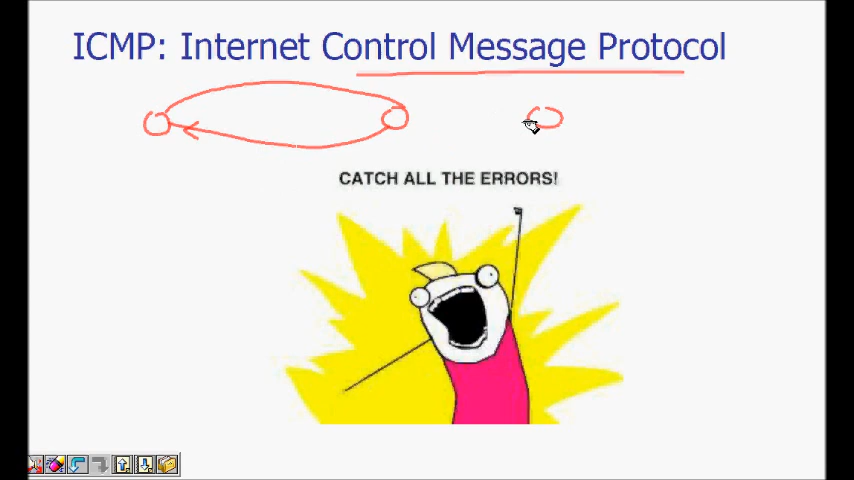 ICMP: Internet Control Message Protocol
CATCH ALL THE ERRORS!